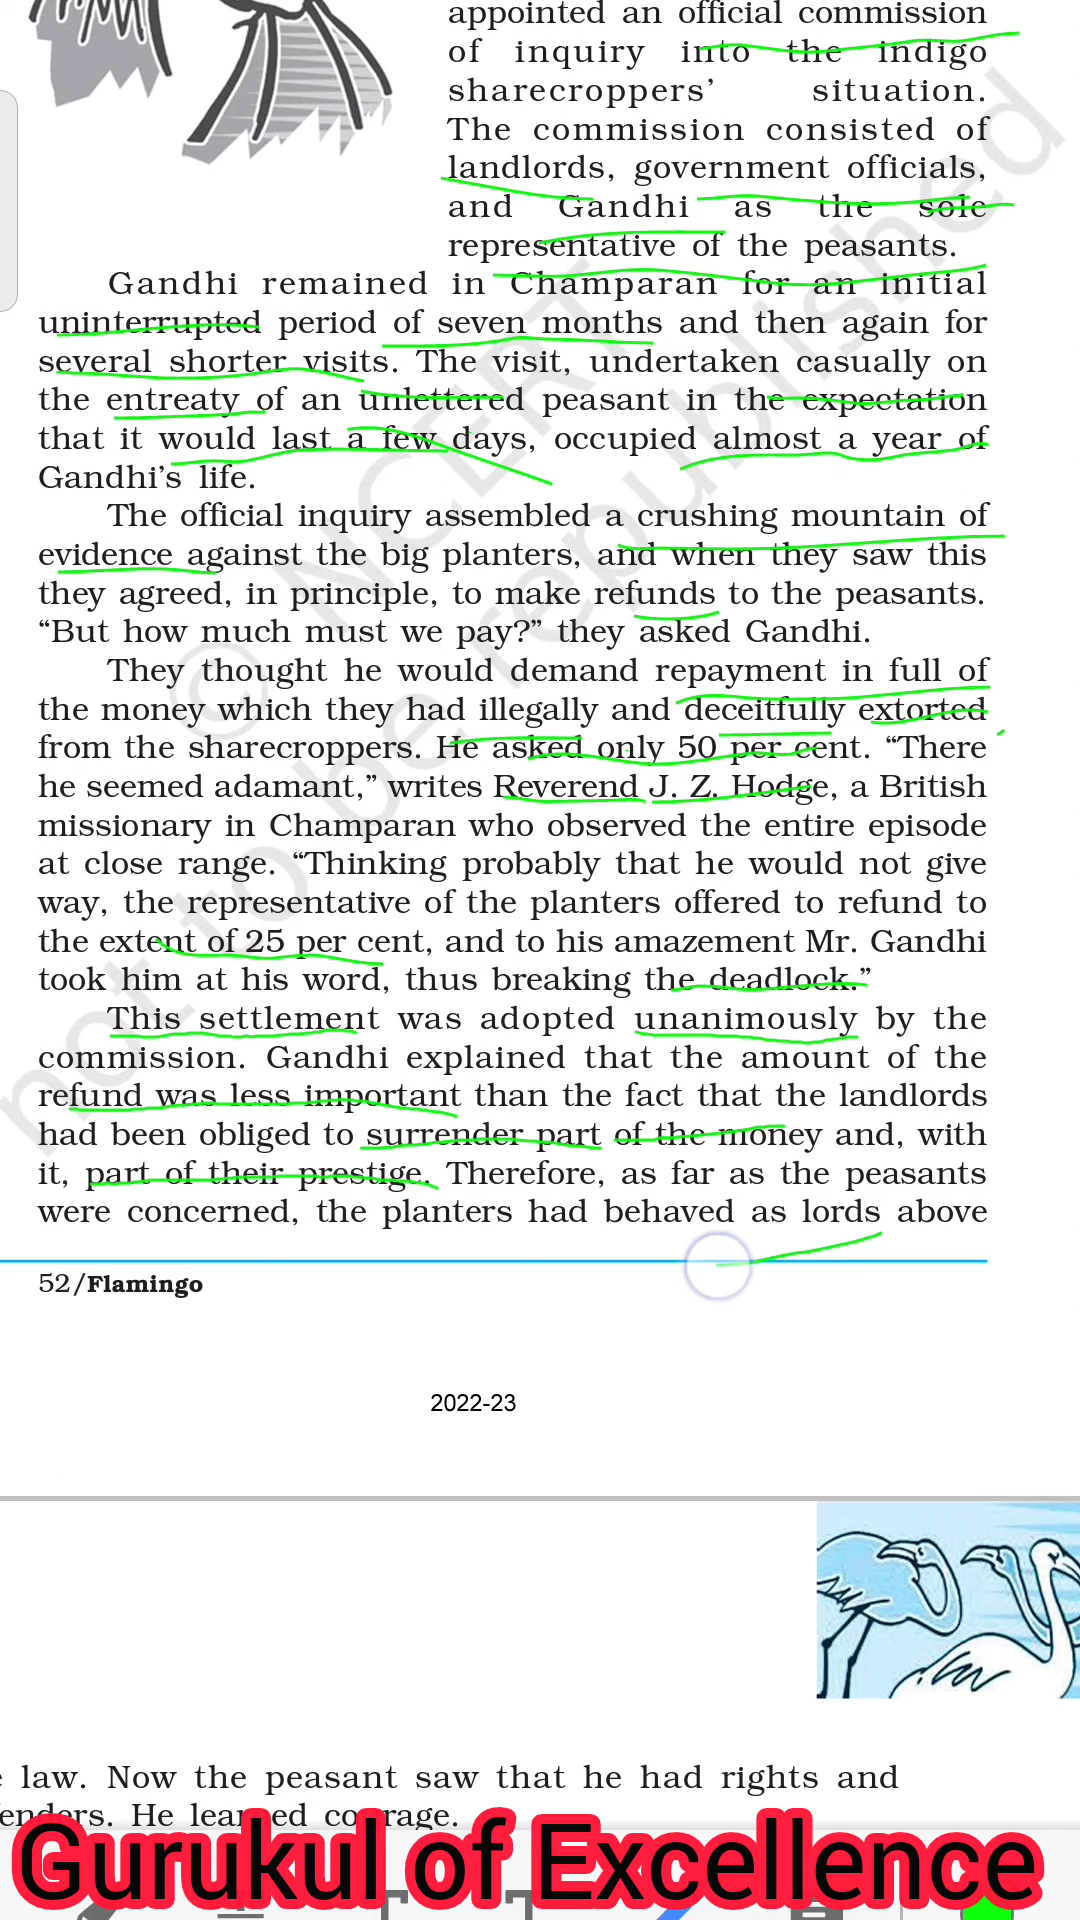 appointed an official commission
of inquiry into the indigo
sharecroppers’ situation.
The commission consisted of
landlords, government officials,
and Gandhi as the sole
representative of the peasants.
Gandhi remained in Champaran for an initial
uninterrupted period of seven months and then again for
several shorter visits. The visit, undertaken casually on
the entreaty of an unlettered peasant in the expectation
that it would last a few days, occupied almost a year of
Gandhi’s life.
The official inquiry assembled a crushing mountain of
evidence against the big planters, and when they saw this
they agreed, in principle, to make refunds to the peasants.
“But how much must we pay?” they asked Gandhi.
They thought he would demand repayment in full of
the money which they had illegally and deceitfully extorted
from the sharecroppers. He asked only 50 per cent. “There
he seemed adamant,” writes Reverend J. Z. Hodge, a British
missionary in Champaran who observed the entire episode
at close range. “Thinking probably that he would not give
way, the representative of the planters offered to refund to
the extent of 25 per cent, and to his amazement Mr. Gandhi
took him at his word, thus breaking the deadlock.”
This settlement was adopted unanimously by the
commission. Gandhi explained that the amount of the
refund was less important than the fact that the landlords
had been obliged to surrender part of the money and, with
it, part of their prestige. Therefore, as far as the peasants
were concerned, the planters had behaved as lords above
52/Flamingo
© NCERT
not to be republished
2022-23
law. Now the peasant saw that he had rights and
He learned courage.
Gurukul of Excellence